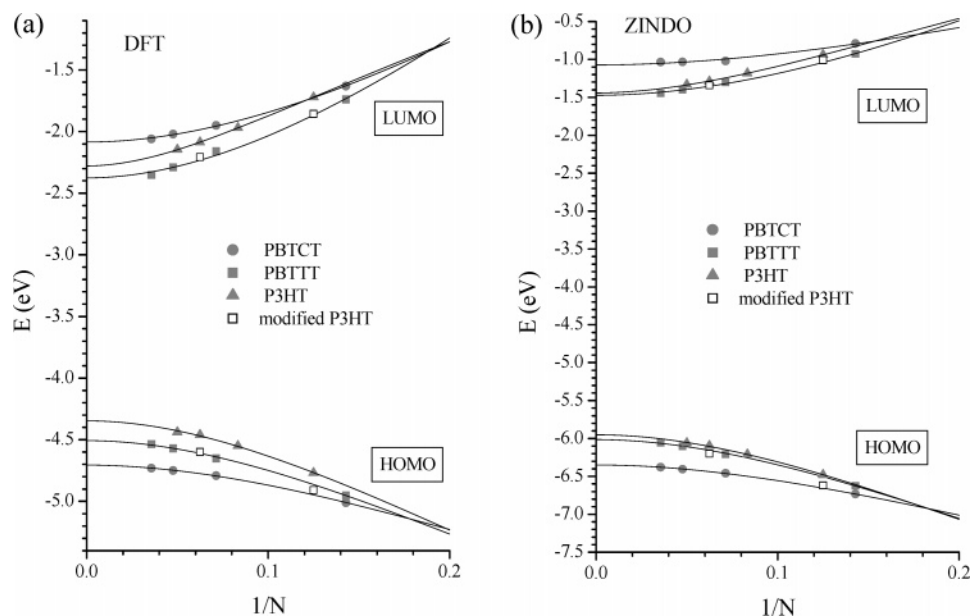 (a)
DFT
LUMO
PBTCT
PBTTT
P3HT
modified P3HT
HOMO
E (eV)
-1.5
-2.0
-2.5
-3.0
-3.5
-4.0
-4.5
-5.0
0.0
0.1
0.2
1/N
(b)
ZINDO
LUMO
PBTCT
PBTTT
P3HT
modified P3HT
HOMO
E (eV)
-0.5
-1.0
-1.5
-2.0
-2.5
-3.0
-3.5
-4.0
-4.5
-5.0
-5.5
-6.0
-6.5
-7.0
-7.5
0.0
0.1
0.2
1/N